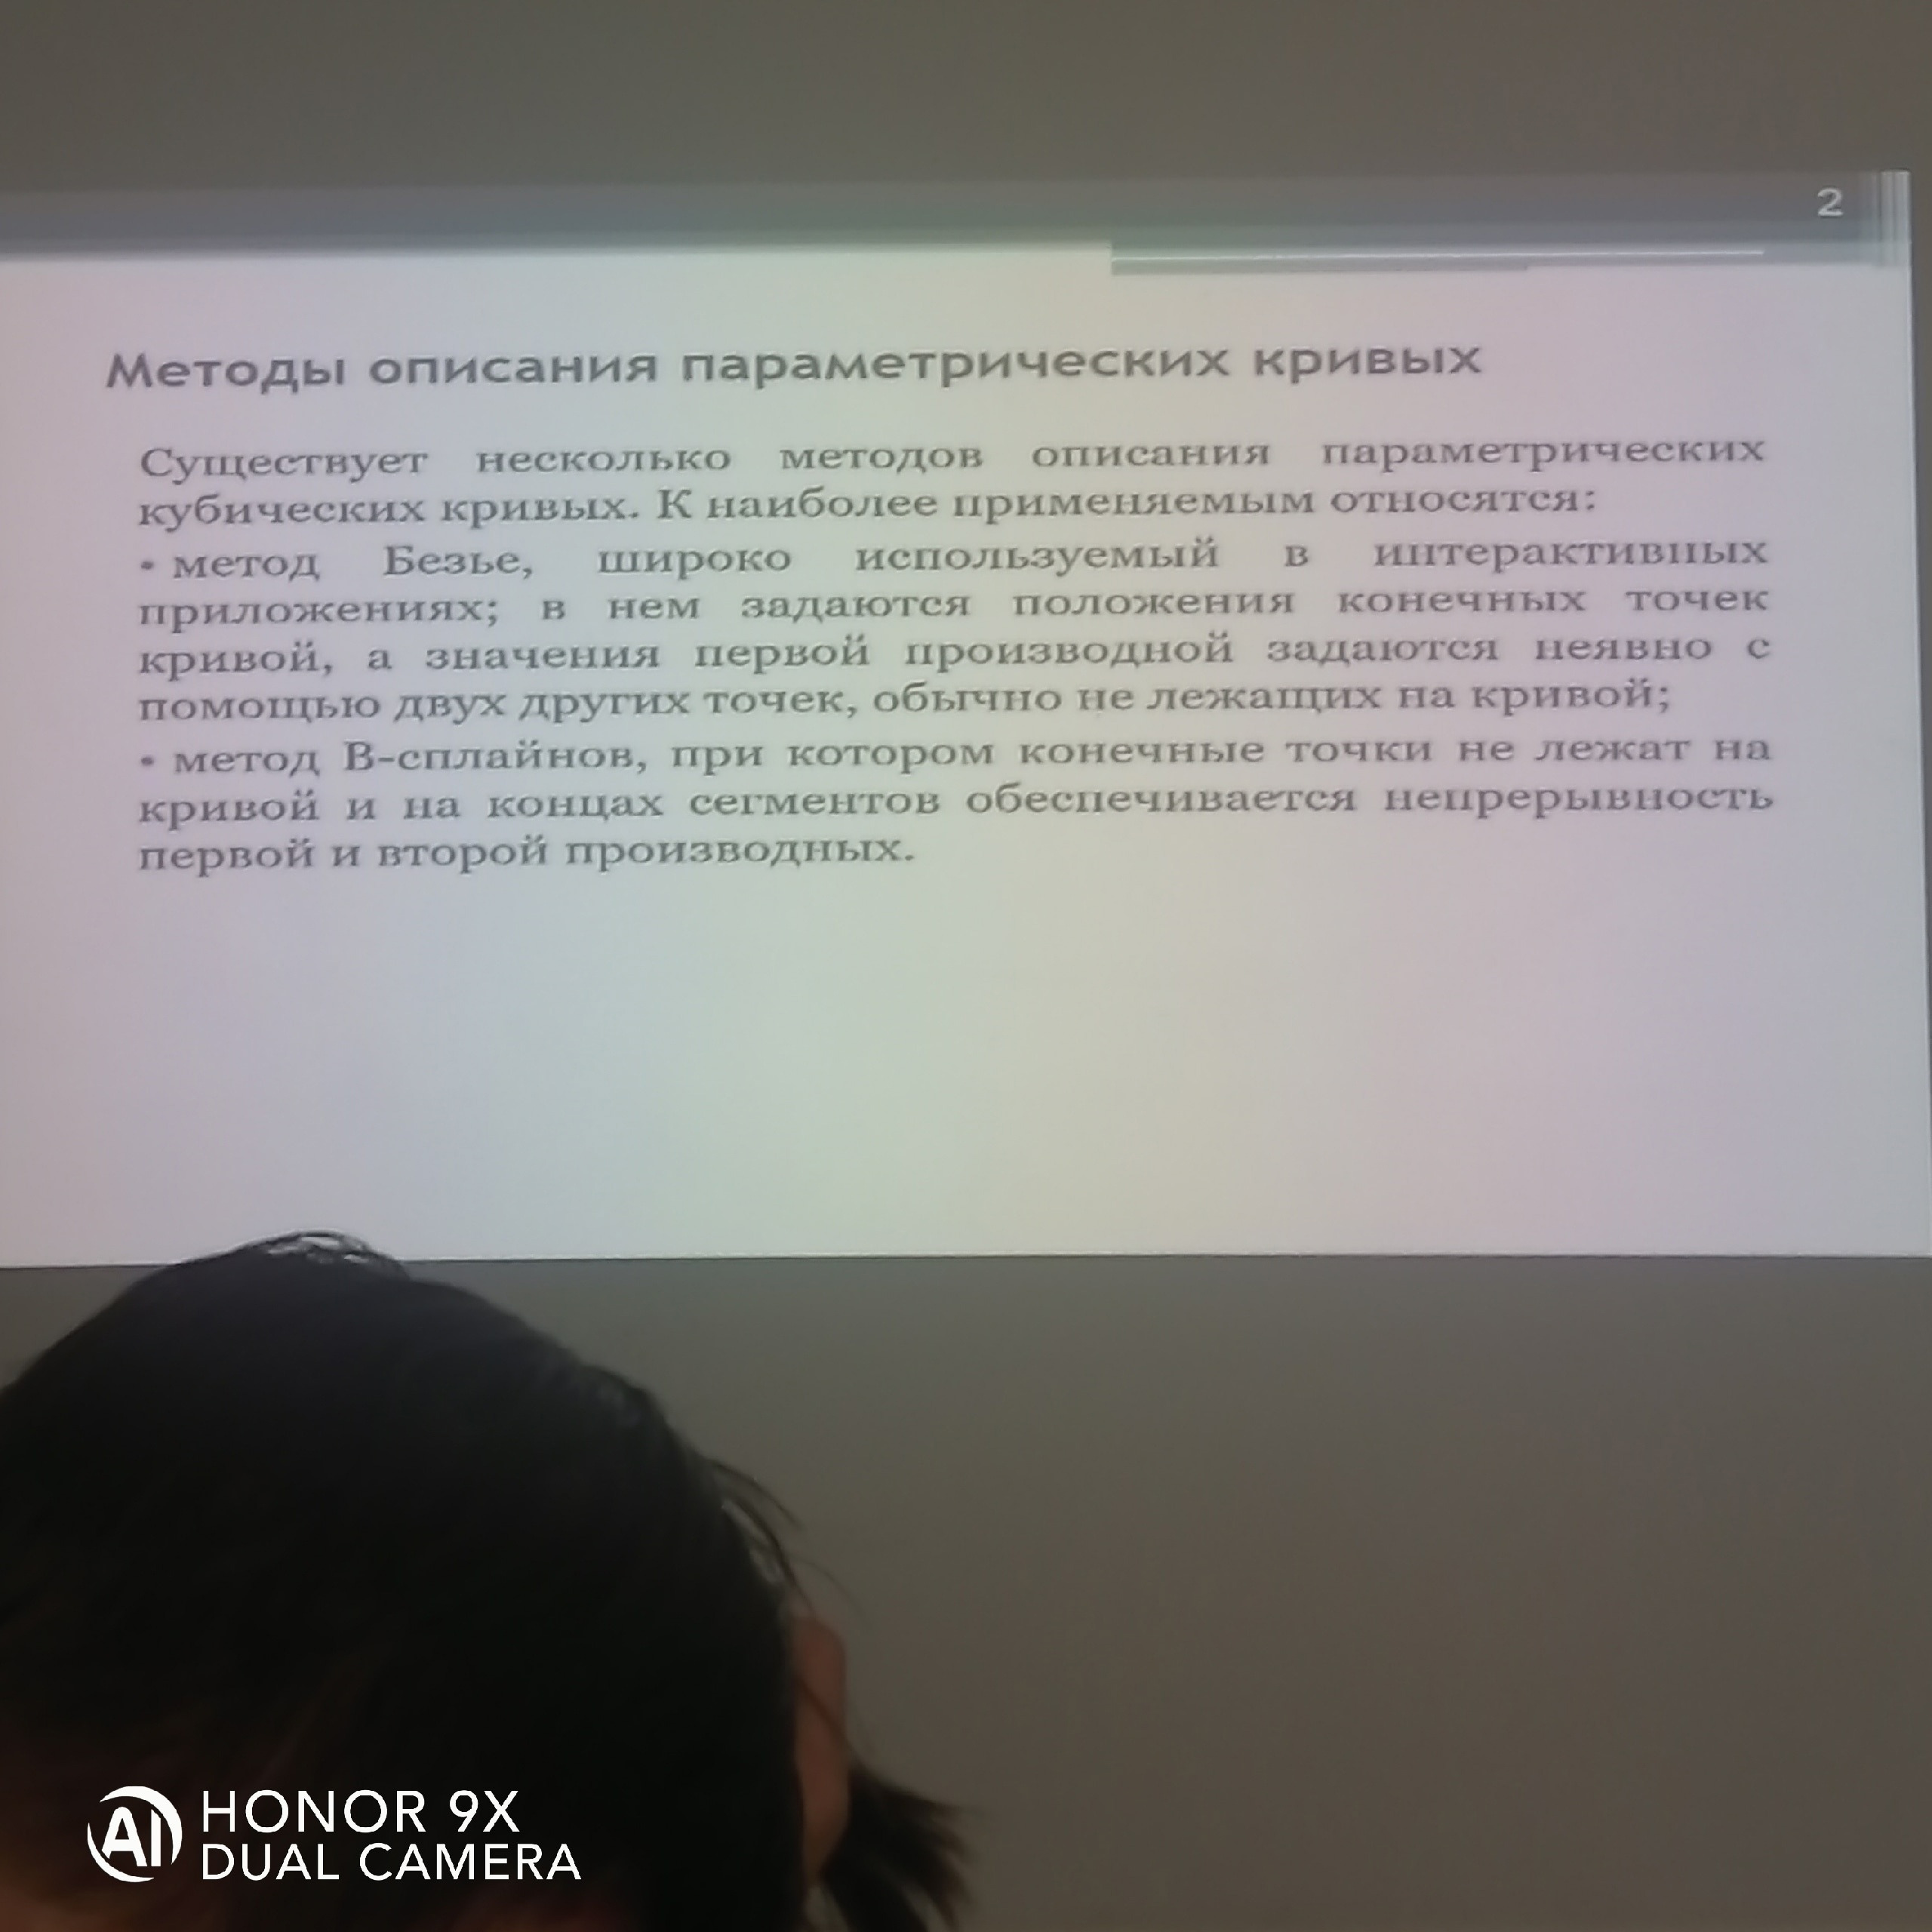 2
Методы описания параметрических кривых
Существует несколько методов описания параметрических
кубических кривых. К наиболее применяемым относятся:
• метод Безье, широко используемый в интерактивных
приложениях; в нем задаются положения конечных точек
кривой, а значения первой производной задаются неявно с
помощью двух других точек, обычно не лежащих на кривой;
• метод В-сплайнов, при котором конечные точки не лежат на
кривой и на концах сегментов обеспечивается непрерывность
первой и второй производных.
AI HONOR 9X
DUAL CAMERA